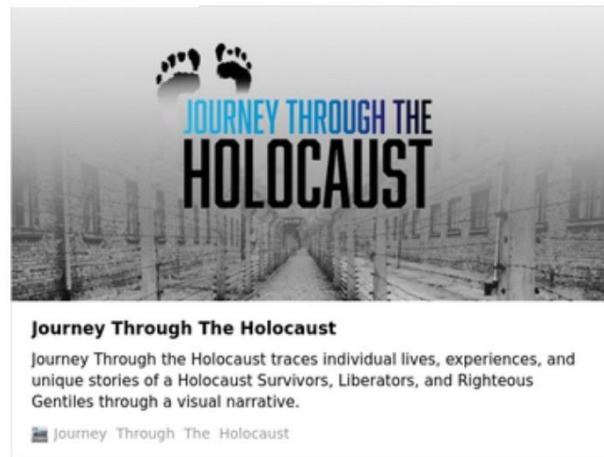 JOURNEY THROUGH THE
HOLOCAUST
Journey Through The Holocaust
Journey Through the Holocaust traces individual lives, experiences, and
unique stories of a Holocaust Survivors, Liberators, and Righteous
Gentiles through a visual narrative.
Journey Through The Holocaust